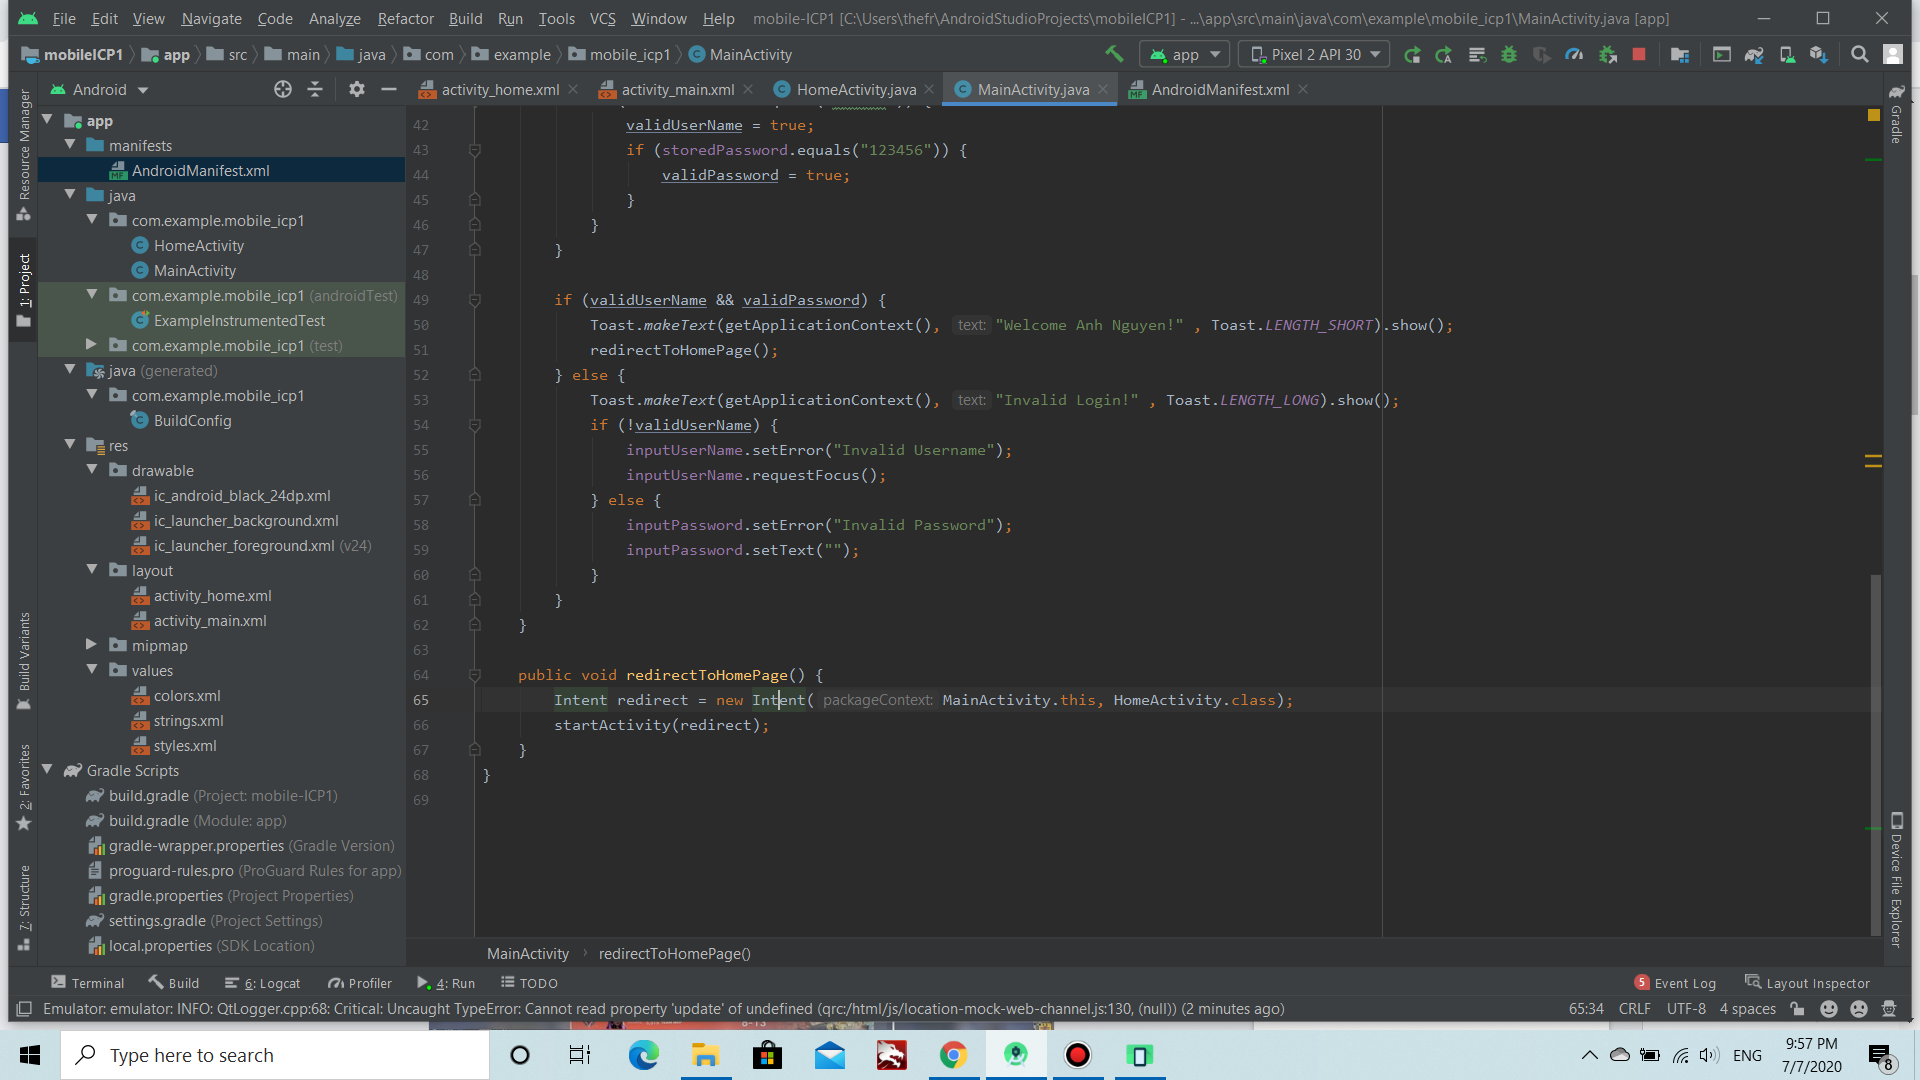 File Edit View Navigate Code Analyze Refactor Build Run Tools VCS Window Help mobile-ICP1 [C:\Users\thefr\AndroidStudioProjects\mobileICP1] - ...\app\src\main\java\com\example\mobile_icp1\MainActivity.java [app]
mobileICP1 app src main java com example mobile_icp1 MainActivity app Pixel 2 API 30
Android activity_home.xml activity_main.xml HomeActivity.java MainActivity.java AndroidManifest.xml
Resource Manager
1: Project
Build Variants
2: Favorites
7: Structure
app
manifests
AndroidManifest.xml
java
com.example.mobile_icp1
HomeActivity
MainActivity
com.example.mobile_icp1 (androidTest)
ExampleInstrumentedTest
com.example.mobile_icp1 (test)
java (generated)
com.example.mobile_icp1
BuildConfig
res
drawable
ic_android_black_24dp.xml
ic_launcher_background.xml
ic_launcher_foreground.xml (v24)
layout
activity_home.xml
activity_main.xml
mipmap
values
colors.xml
strings.xml
styles.xml
Gradle Scripts
build.gradle (Project: mobile-ICP1)
build.gradle (Module: app)
gradle-wrapper.properties (Gradle Version)
proguard-rules.pro (ProGuard Rules for app)
gradle.properties (Project Properties)
settings.gradle (Project Settings)
local.properties (SDK Location)
42 validUserName = true;
43 if (storedPassword.equals("123456")) {
44 validPassword = true;
45 }
46 }
47 }
48
49 if (validUserName && validPassword) {
50 Toast.makeText(getApplicationContext(), text: "Welcome Anh Nguyen!" , Toast.LENGTH_SHORT).show();
51 redirectToHomePage();
52 } else {
53 Toast.makeText(getApplicationContext(), text: "Invalid Login!" , Toast.LENGTH_LONG).show();
54 if (!validUserName) {
55 inputUserName.setError("Invalid Username");
56 inputUserName.requestFocus();
57 } else {
58 inputPassword.setError("Invalid Password");
59 inputPassword.setText("");
60 }
61 }
62 }
63
64 public void redirectToHomePage() {
65 Intent redirect = new Intent( packageContext: MainActivity.this, HomeActivity.class);
66 startActivity(redirect);
67 }
68 }
69
MainActivity redirectToHomePage()
Gradle
Device File Explorer
Terminal Build 6: Logcat Profiler 4: Run TODO 5 Event Log Layout Inspector
Emulator: emulator: INFO: QtLogger.cpp:68: Critical: Uncaught TypeError: Cannot read property 'update' of undefined (qrc:/html/js/location-mock-web-channel.js:130, (null)) (2 minutes ago) 65:34 CRLF UTF-8 4 spaces
Type here to search
ENG
9:57 PM
7/7/2020
8